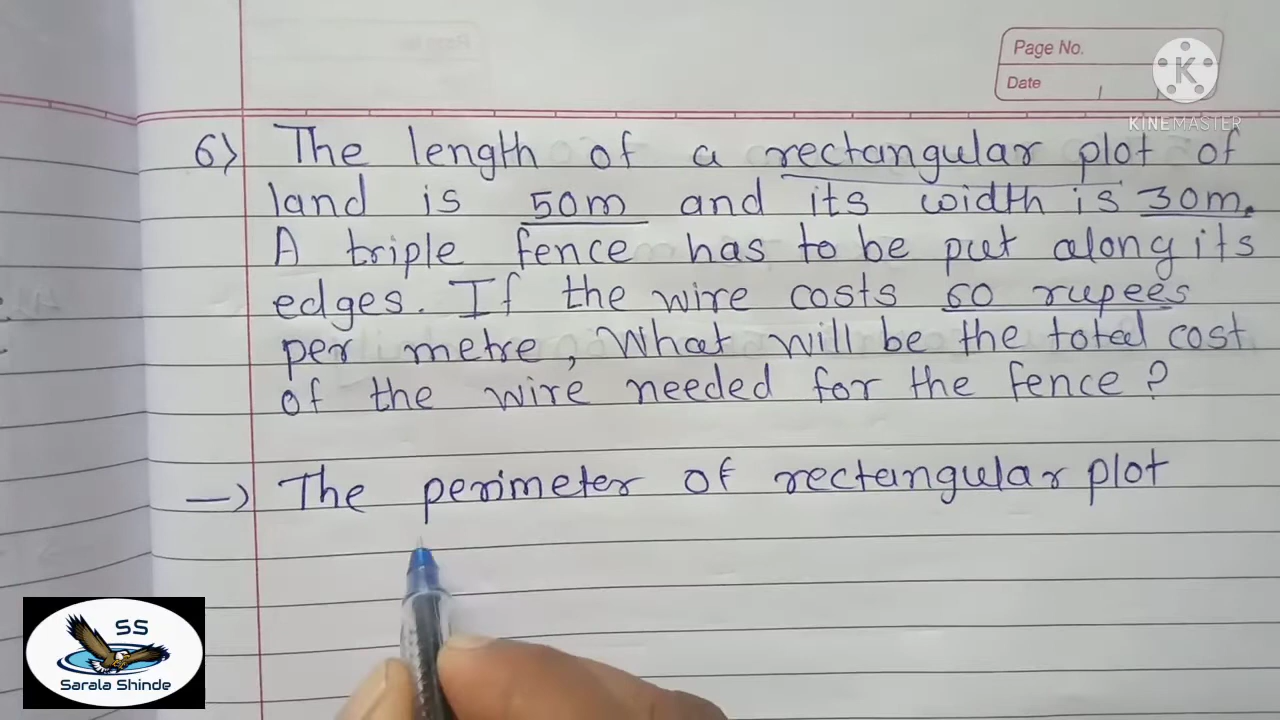 Page No.
Date
KINEMASTER
6) The length of a rectangular plot of
land is 50m and its width is 30m.
A triple fence has to be put along its
edges. If the wire costs 60 rupees
per metre, What will be the total cost
of the wire needed for the fence?
→ The perimeter of rectangular plot
SS
Sarala Shinde